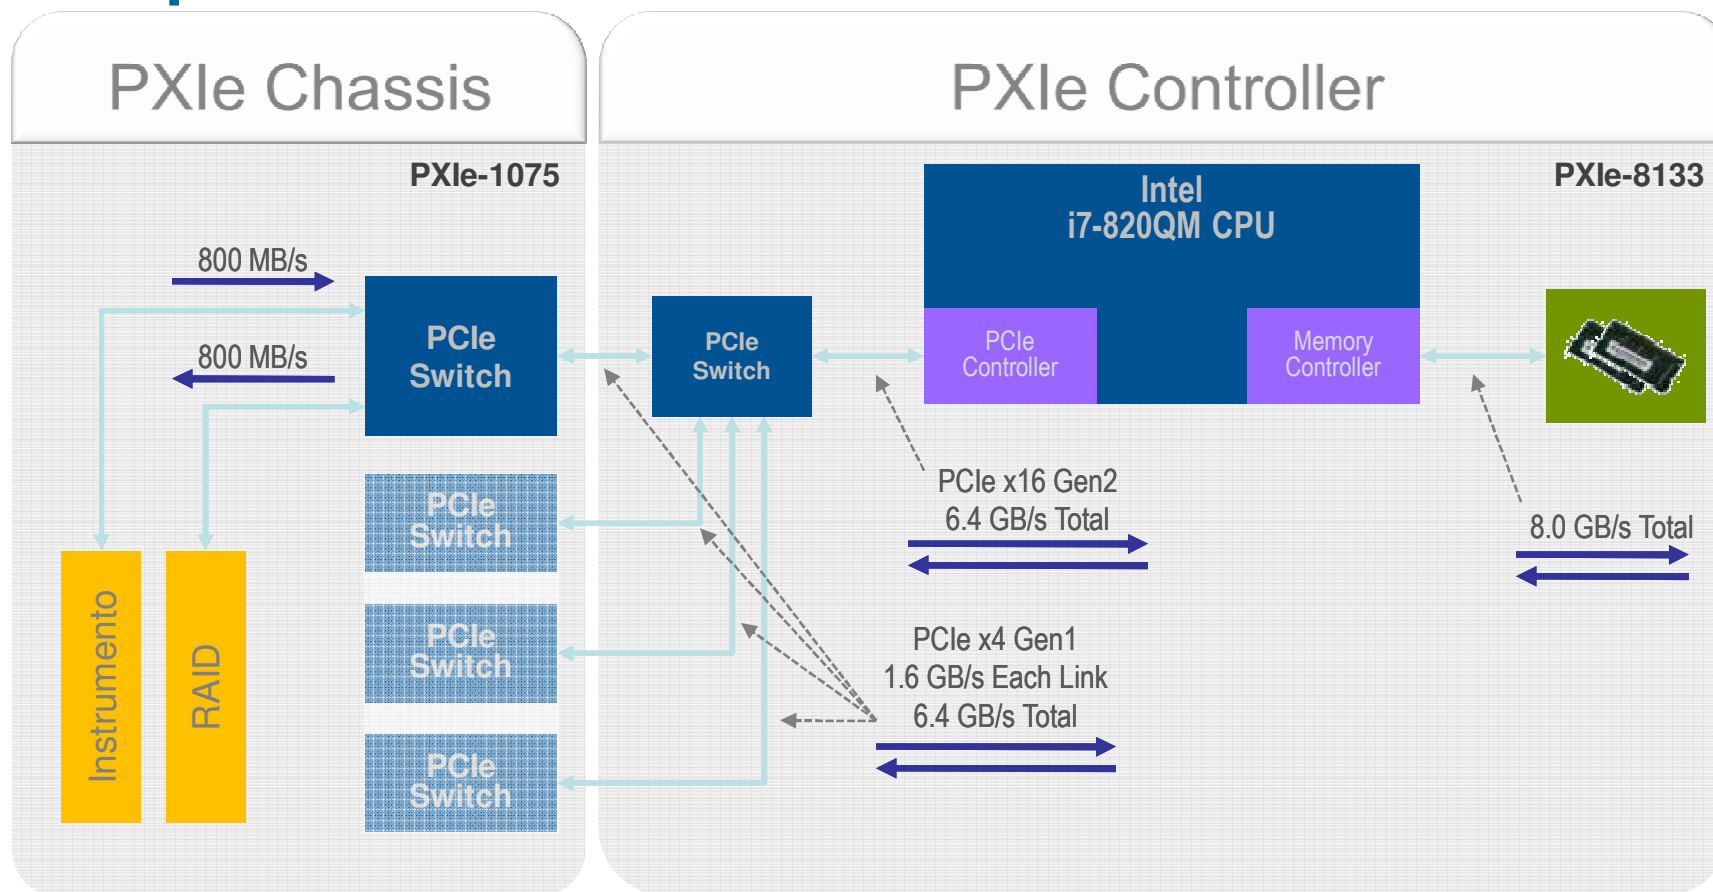 PXIe Chassis
PXIe Controller
PXIe-1075
PXIe-8133
Intel
i7-820QM CPU
800 MB/s
800 MB/s
PCIe
Switch
PCIe
Switch
PCIe
Controller
Memory
Controller
PCIe
Switch
PCIe
Switch
PCIe
Switch
PCIe x16 Gen2
6.4 GB/s Total
8.0 GB/s Total
PCIe x4 Gen1
1.6 GB/s Each Link
6.4 GB/s Total
Instrumento
RAID